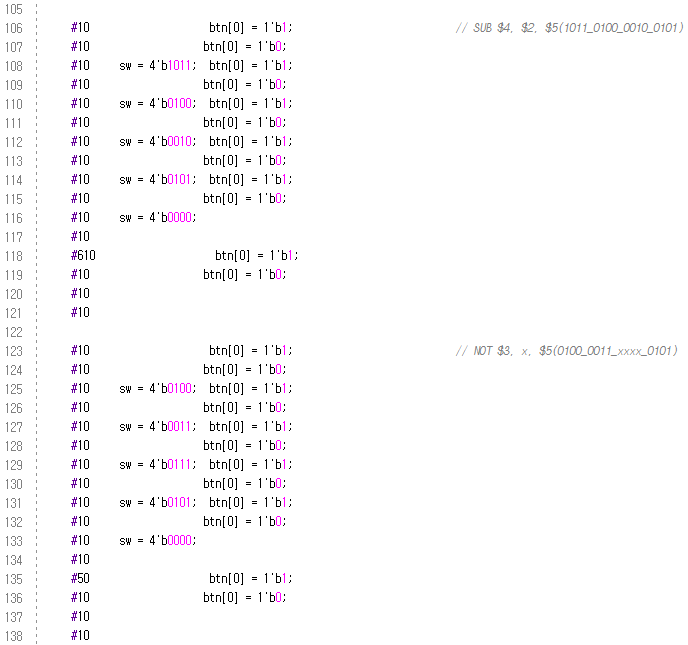 105
106 #10 btn[0] = 1'b1; // SUB $4, $2, $5(1011_0100_0010_0101)
107 #10 btn[0] = 1'b0;
108 #10 sw = 4'b1011; btn[0] = 1'b1;
109 #10 btn[0] = 1'b0;
110 #10 sw = 4'b0100; btn[0] = 1'b1;
111 #10 btn[0] = 1'b0;
112 #10 sw = 4'b0010; btn[0] = 1'b1;
113 #10 btn[0] = 1'b0;
114 #10 sw = 4'b0101; btn[0] = 1'b1;
115 #10 btn[0] = 1'b0;
116 #10 sw = 4'b0000;
117 #10
118 #610 btn[0] = 1'b1;
119 #10 btn[0] = 1'b0;
120 #10
121 #10
122
123 #10 btn[0] = 1'b1; // NOT $3, x, $5(0100_0011_xxxx_0101)
124 #10 btn[0] = 1'b0;
125 #10 sw = 4'b0100; btn[0] = 1'b1;
126 #10 btn[0] = 1'b0;
127 #10 sw = 4'b0011; btn[0] = 1'b1;
128 #10 btn[0] = 1'b0;
129 #10 sw = 4'b0111; btn[0] = 1'b1;
130 #10 btn[0] = 1'b0;
131 #10 sw = 4'b0101; btn[0] = 1'b1;
132 #10 btn[0] = 1'b0;
133 #10 sw = 4'b0000;
134 #10
135 #50 btn[0] = 1'b1;
136 #10 btn[0] = 1'b0;
137 #10
138 #10